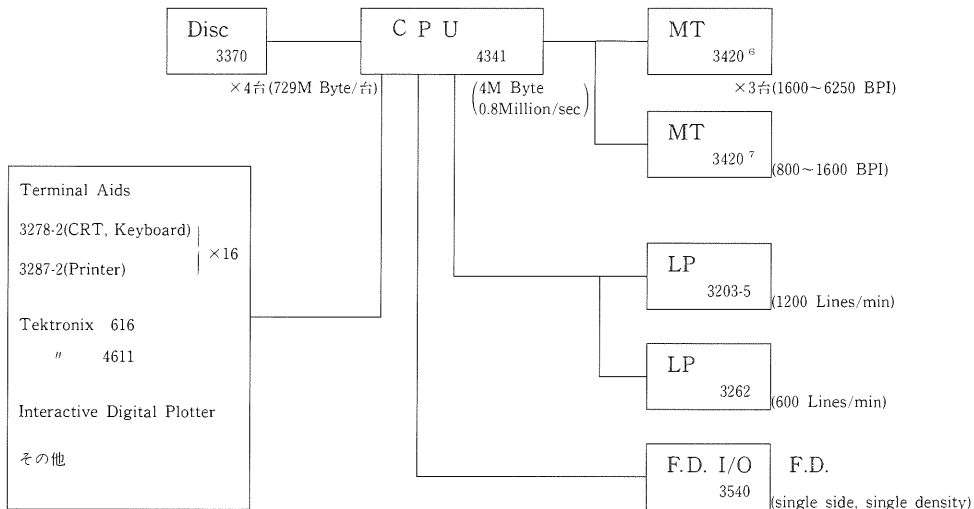 Disc
3370
×4台(729M Byte/台)
C P U
4341
(4M Byte
0.8Million/sec)
MT
3420 6
×3台(1600~6250 BPI)
MT
3420 7
(800~1600 BPI)
Terminal Aids
3278-2(CRT, Keyboard)
3287-2(Printer)
×16
Tektronix 616
〃 4611
Interactive Digital Plotter
その他
LP
3203-5
(1200 Lines/min)
LP
3262
(600 Lines/min)
F.D. I/O
3540
F.D.
(single side, single density)